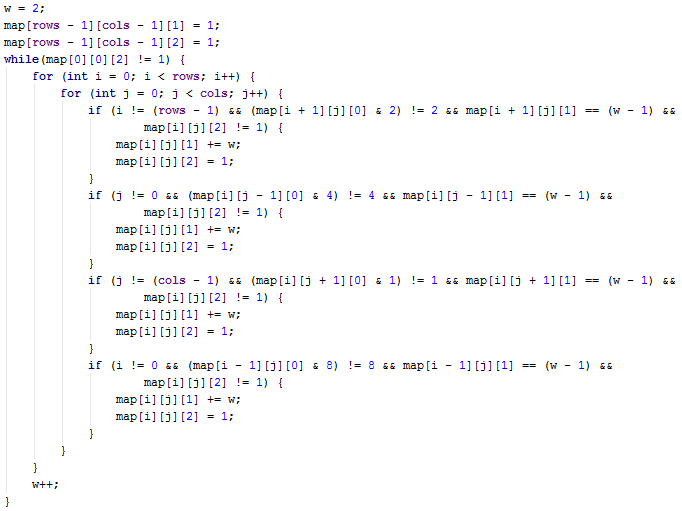 w = 2;
map[rows - 1][cols - 1][1] = 1;
map[rows - 1][cols - 1][2] = 1;
while(map[0][0][2] != 1) {
    for (int i = 0; i < rows; i++) {
        for (int j = 0; j < cols; j++) {
            if (i != (rows - 1) && (map[i + 1][j][0] & 2) != 2 && map[i + 1][j][1] == (w - 1) &&
                    map[i][j][2] != 1) {
                map[i][j][1] += w;
                map[i][j][2] = 1;
            }
            if (j != 0 && (map[i][j - 1][0] & 4) != 4 && map[i][j - 1][1] == (w - 1) &&
                    map[i][j][2] != 1) {
                map[i][j][1] += w;
                map[i][j][2] = 1;
            }
            if (j != (cols - 1) && (map[i][j + 1][0] & 1) != 1 && map[i][j + 1][1] == (w - 1) &&
                    map[i][j][2] != 1) {
                map[i][j][1] += w;
                map[i][j][2] = 1;
            }
            if (i != 0 && (map[i - 1][j][0] & 8) != 8 && map[i - 1][j][1] == (w - 1) &&
                    map[i][j][2] != 1) {
                map[i][j][1] += w;
                map[i][j][2] = 1;
            }
        }
    }
    w++;
}